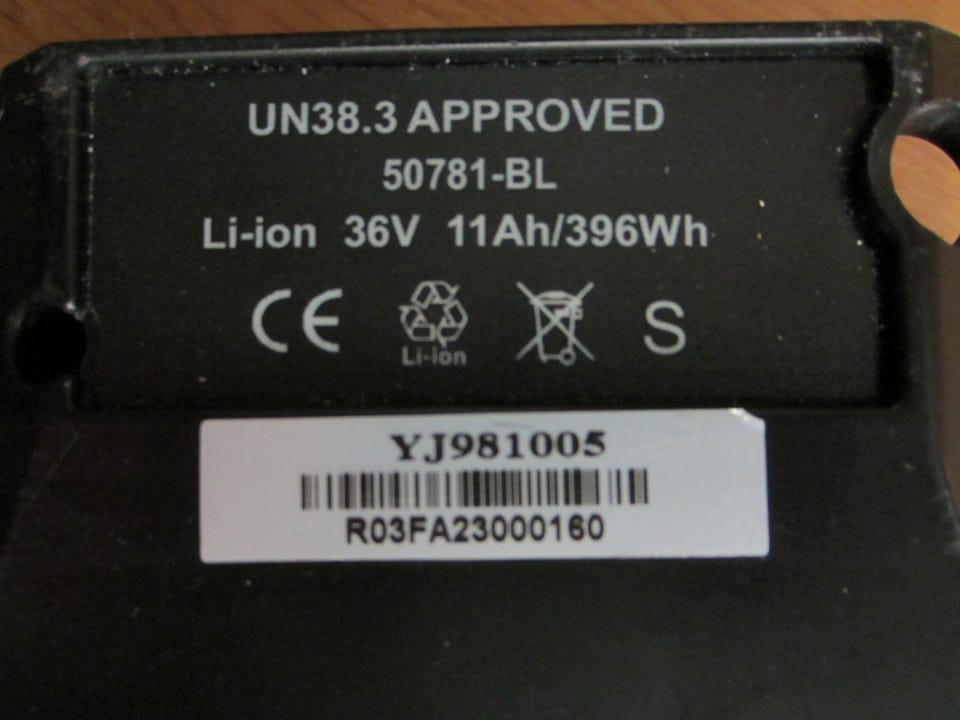 UN38.3 APPROVED
50781-BL
Li-ion 36V 11Ah/396Wh
CE
Li-ion
S
YJ981005
R03FA23000160